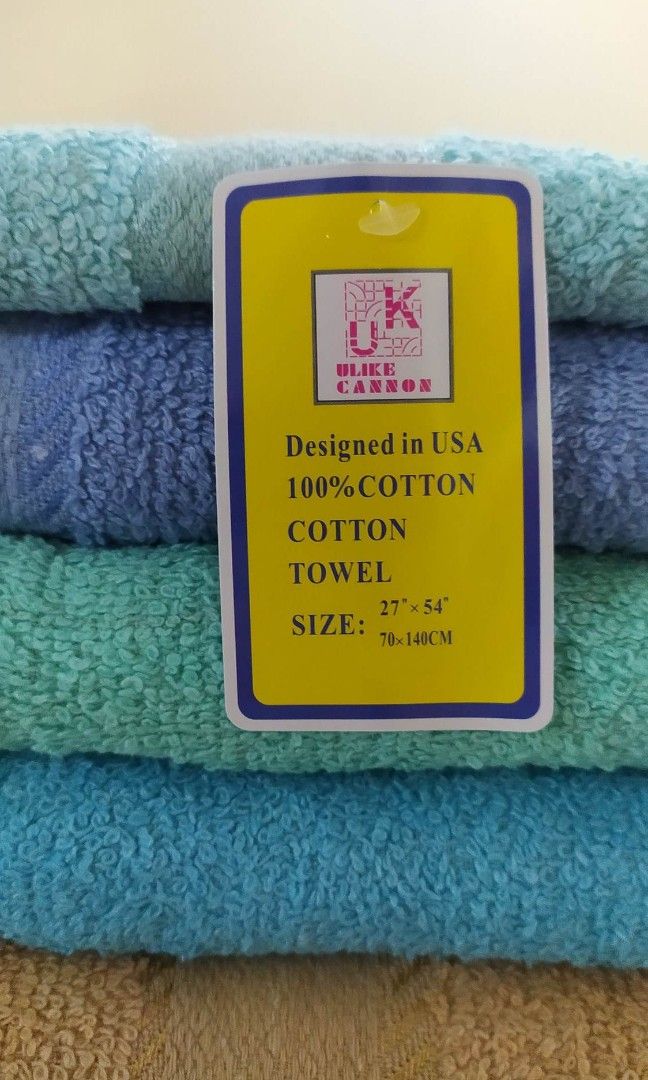 UK
ULIKE
CANNON
Designed in USA
100%COTTON
COTTON
TOWEL
SIZE: 27"×54"
70×140CM